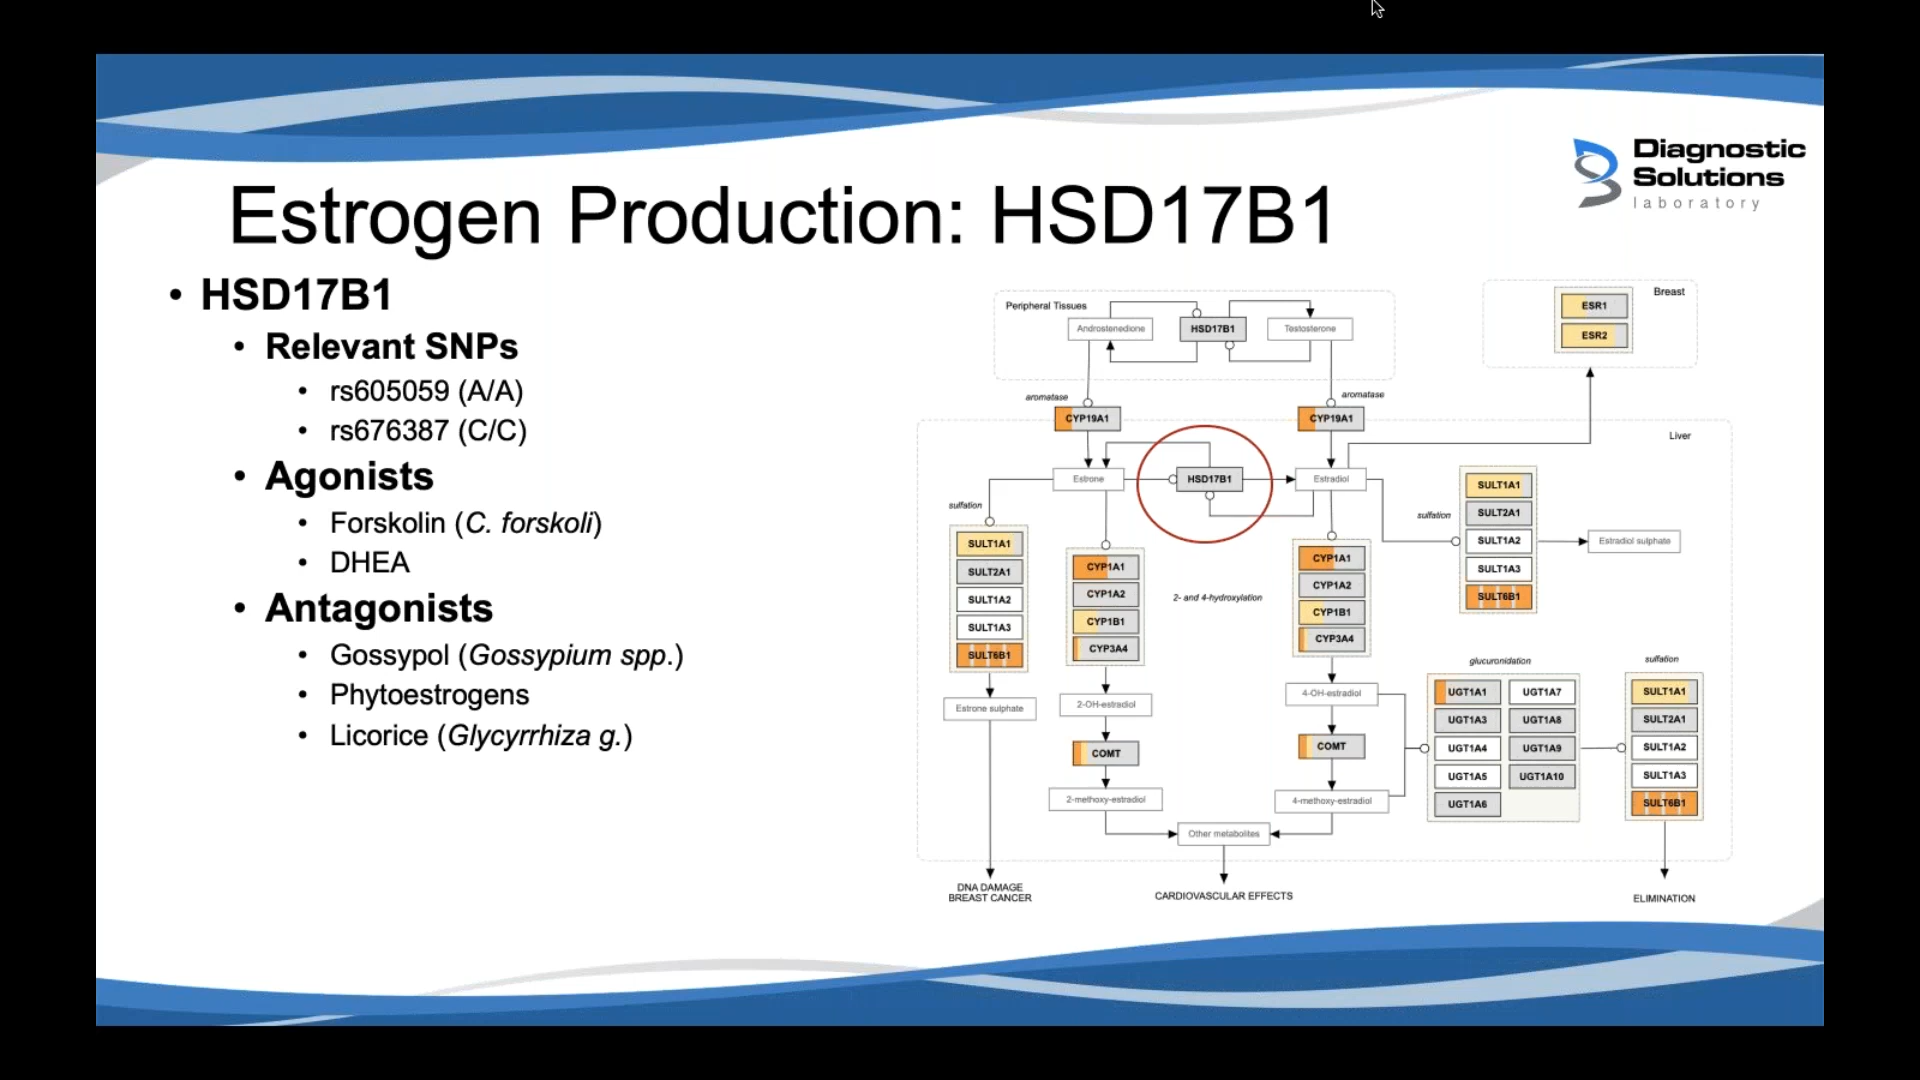 Diagnostic
Solutions
laboratory
Estrogen Production: HSD17B1
• HSD17B1
• Relevant SNPs
• rs605059 (A/A)
• rs676387 (C/C)
• Agonists
• Forskolin (C. forskoli)
• DHEA
• Antagonists
• Gossypol (Gossypium spp.)
• Phytoestrogens
• Licorice (Glycyrrhiza g.)
Peripheral Tissues
Androstenedione
HSD17B1
Testosterone
Breast
ESR1
ESR2
aromatase
CYP19A1
aromatase
CYP19A1
Liver
Estrone
HSD17B1
Estradiol
sulfation
SULT1A1
SULT2A1
SULT1A2
SULT1A3
SULT6B1
Estrone sulphate
CYP1A1
CYP1A2
CYP1B1
CYP3A4
2-OH-estradiol
COMT
2-methoxy-estradiol
2- and 4-hydroxylation
CYP1A1
CYP1A2
CYP1B1
CYP3A4
4-OH-estradiol
COMT
4-methoxy-estradiol
Other metabolites
sulfation
SULT1A1
SULT2A1
SULT1A2
SULT1A3
SULT6B1
Estradiol sulphate
glucuronidation
UGT1A1
UGT1A7
UGT1A3
UGT1A8
UGT1A4
UGT1A9
UGT1A5
UGT1A10
UGT1A6
sulfation
SULT1A1
SULT2A1
SULT1A2
SULT1A3
SULT6B1
DNA DAMAGE
BREAST CANCER
CARDIOVASCULAR EFFECTS
ELIMINATION